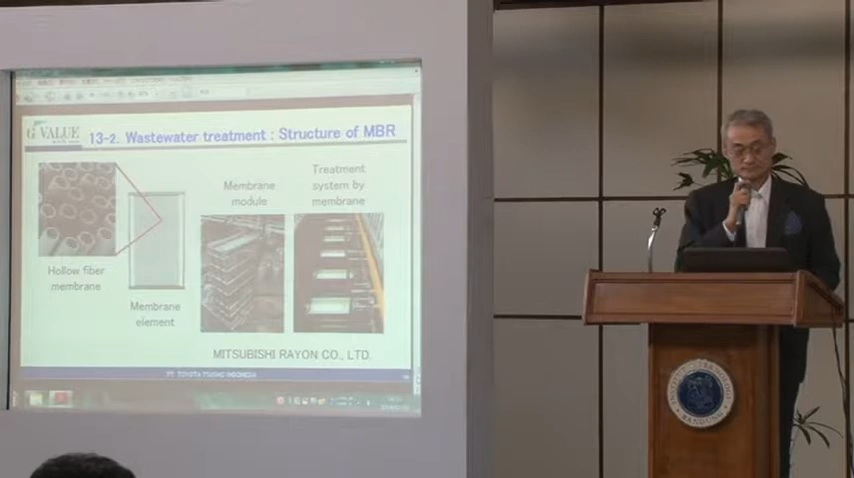 G VALUE
13-2. Wastewater treatment : Structure of MBR
Hollow fiber
membrane
Membrane
element
Membrane
module
Treatment
system by
membrane
MITSUBISHI RAYON CO., LTD.
PT. TOYOTA TSUSHO INDONESIA
BANDUNG